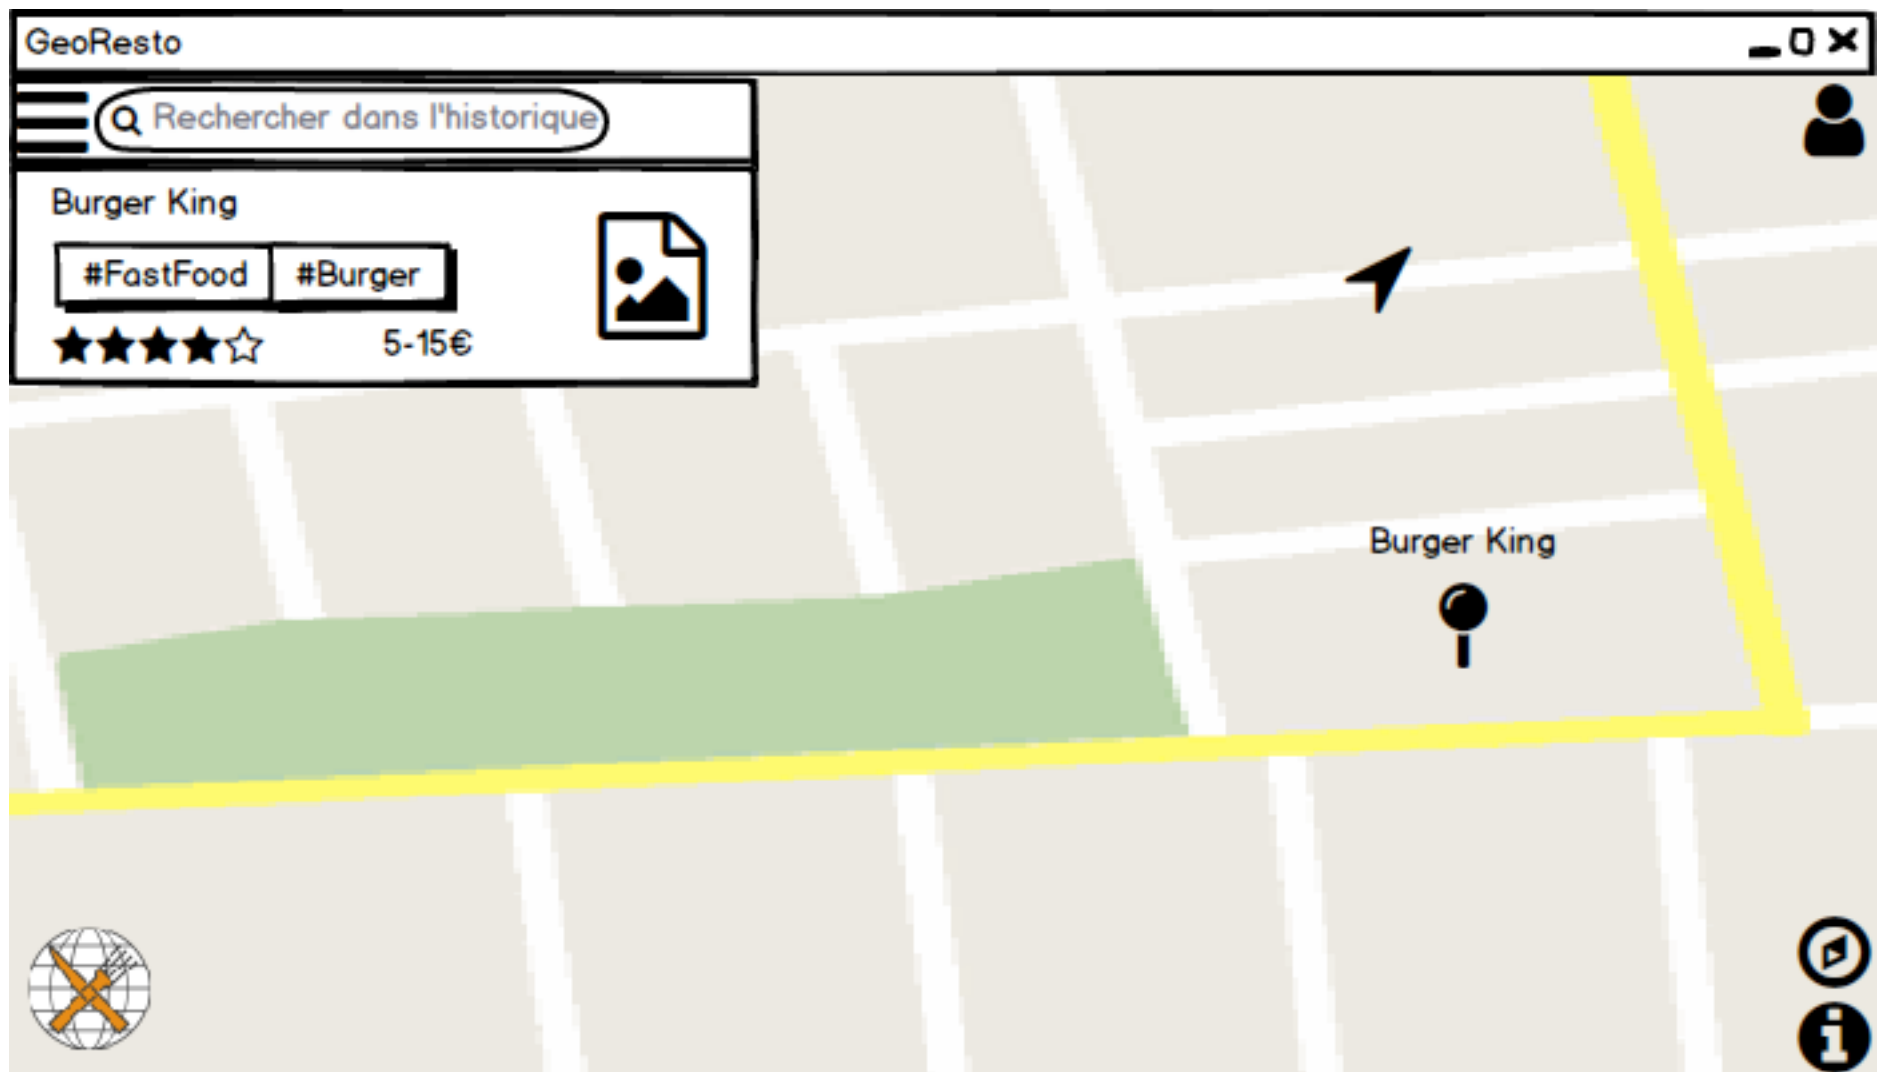 GeoResto
Rechercher dans l'historique
Burger King
#FastFood #Burger
5-15€
Burger King